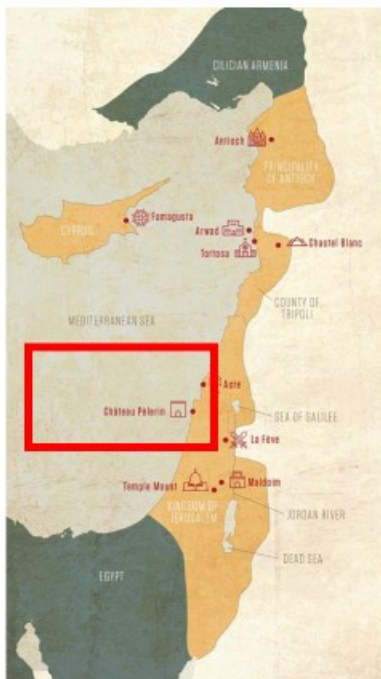 CILICIAN ARMENIA
Antioch
PRINCIPALITY
OF ANTIOCH
Famagusta
CYPRUS
Arwad
Tortosa
Chastel Blanc
COUNTY OF
TRIPOLI
MEDITERRANEAN SEA
Acre
Château Pèlerin
SEA OF GALILEE
La Fève
Temple Mount
Maldoim
KINGDOM OF
JERUSALEM
JORDAN RIVER
DEAD SEA
EGYPT